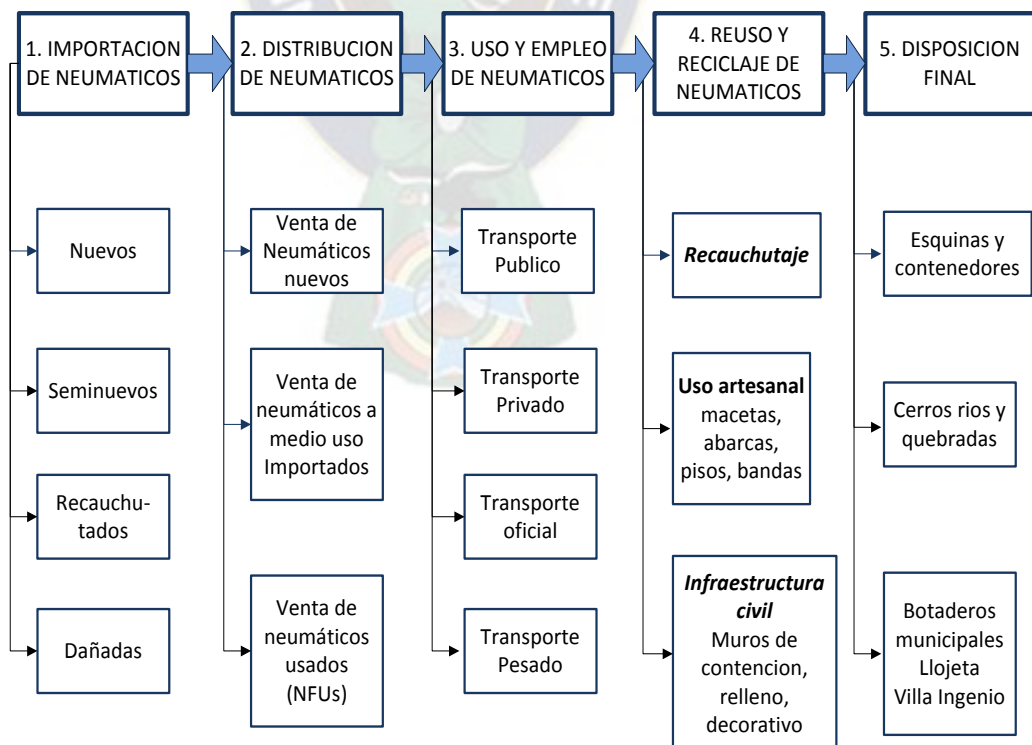 1. IMPORTACION
DE NEUMATICOS
2. DISTRIBUCION
DE NEUMATICOS
3. USO Y EMPLEO
DE NEUMATICOS
4. REUSO Y
RECICLAJE DE
NEUMATICOS
5. DISPOSICION
FINAL
Nuevos
Seminuevos
Recauchu-
tados
Dañadas
Venta de
Neumáticos
nuevos
Venta de
neumáticos a
medio uso
Importados
Venta de
neumáticos
usados
(NFUs)
Transporte
Publico
Transporte
Privado
Transporte
oficial
Transporte
Pesado
Recauchutaje
Uso artesanal
macetas,
abarcas,
pisos, bandas
Infraestructura
civil
Muros de
contencion,
relleno,
decorativo
Esquinas y
contenedores
Cerros rios y
quebradas
Botaderos
municipales
Llojeta
Villa Ingenio